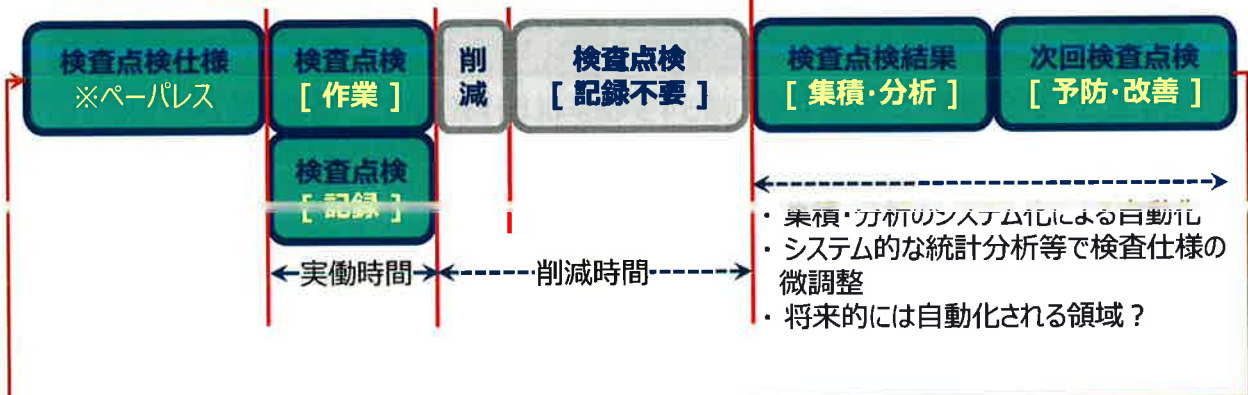 検査点検仕様
※ペーパレス
検査点検
[ 作業 ]
検査点検
[ 記録 ]
削
減
検査点検
[ 記録不要 ]
検査点検結果
[ 集積・分析 ]
次回検査点検
[ 予防・改善 ]
実働時間
削減時間
・ 集積・分析のシステム化による自動化
・ システム的な統計分析等で検査仕様の
微調整
・ 将来的には自動化される領域?